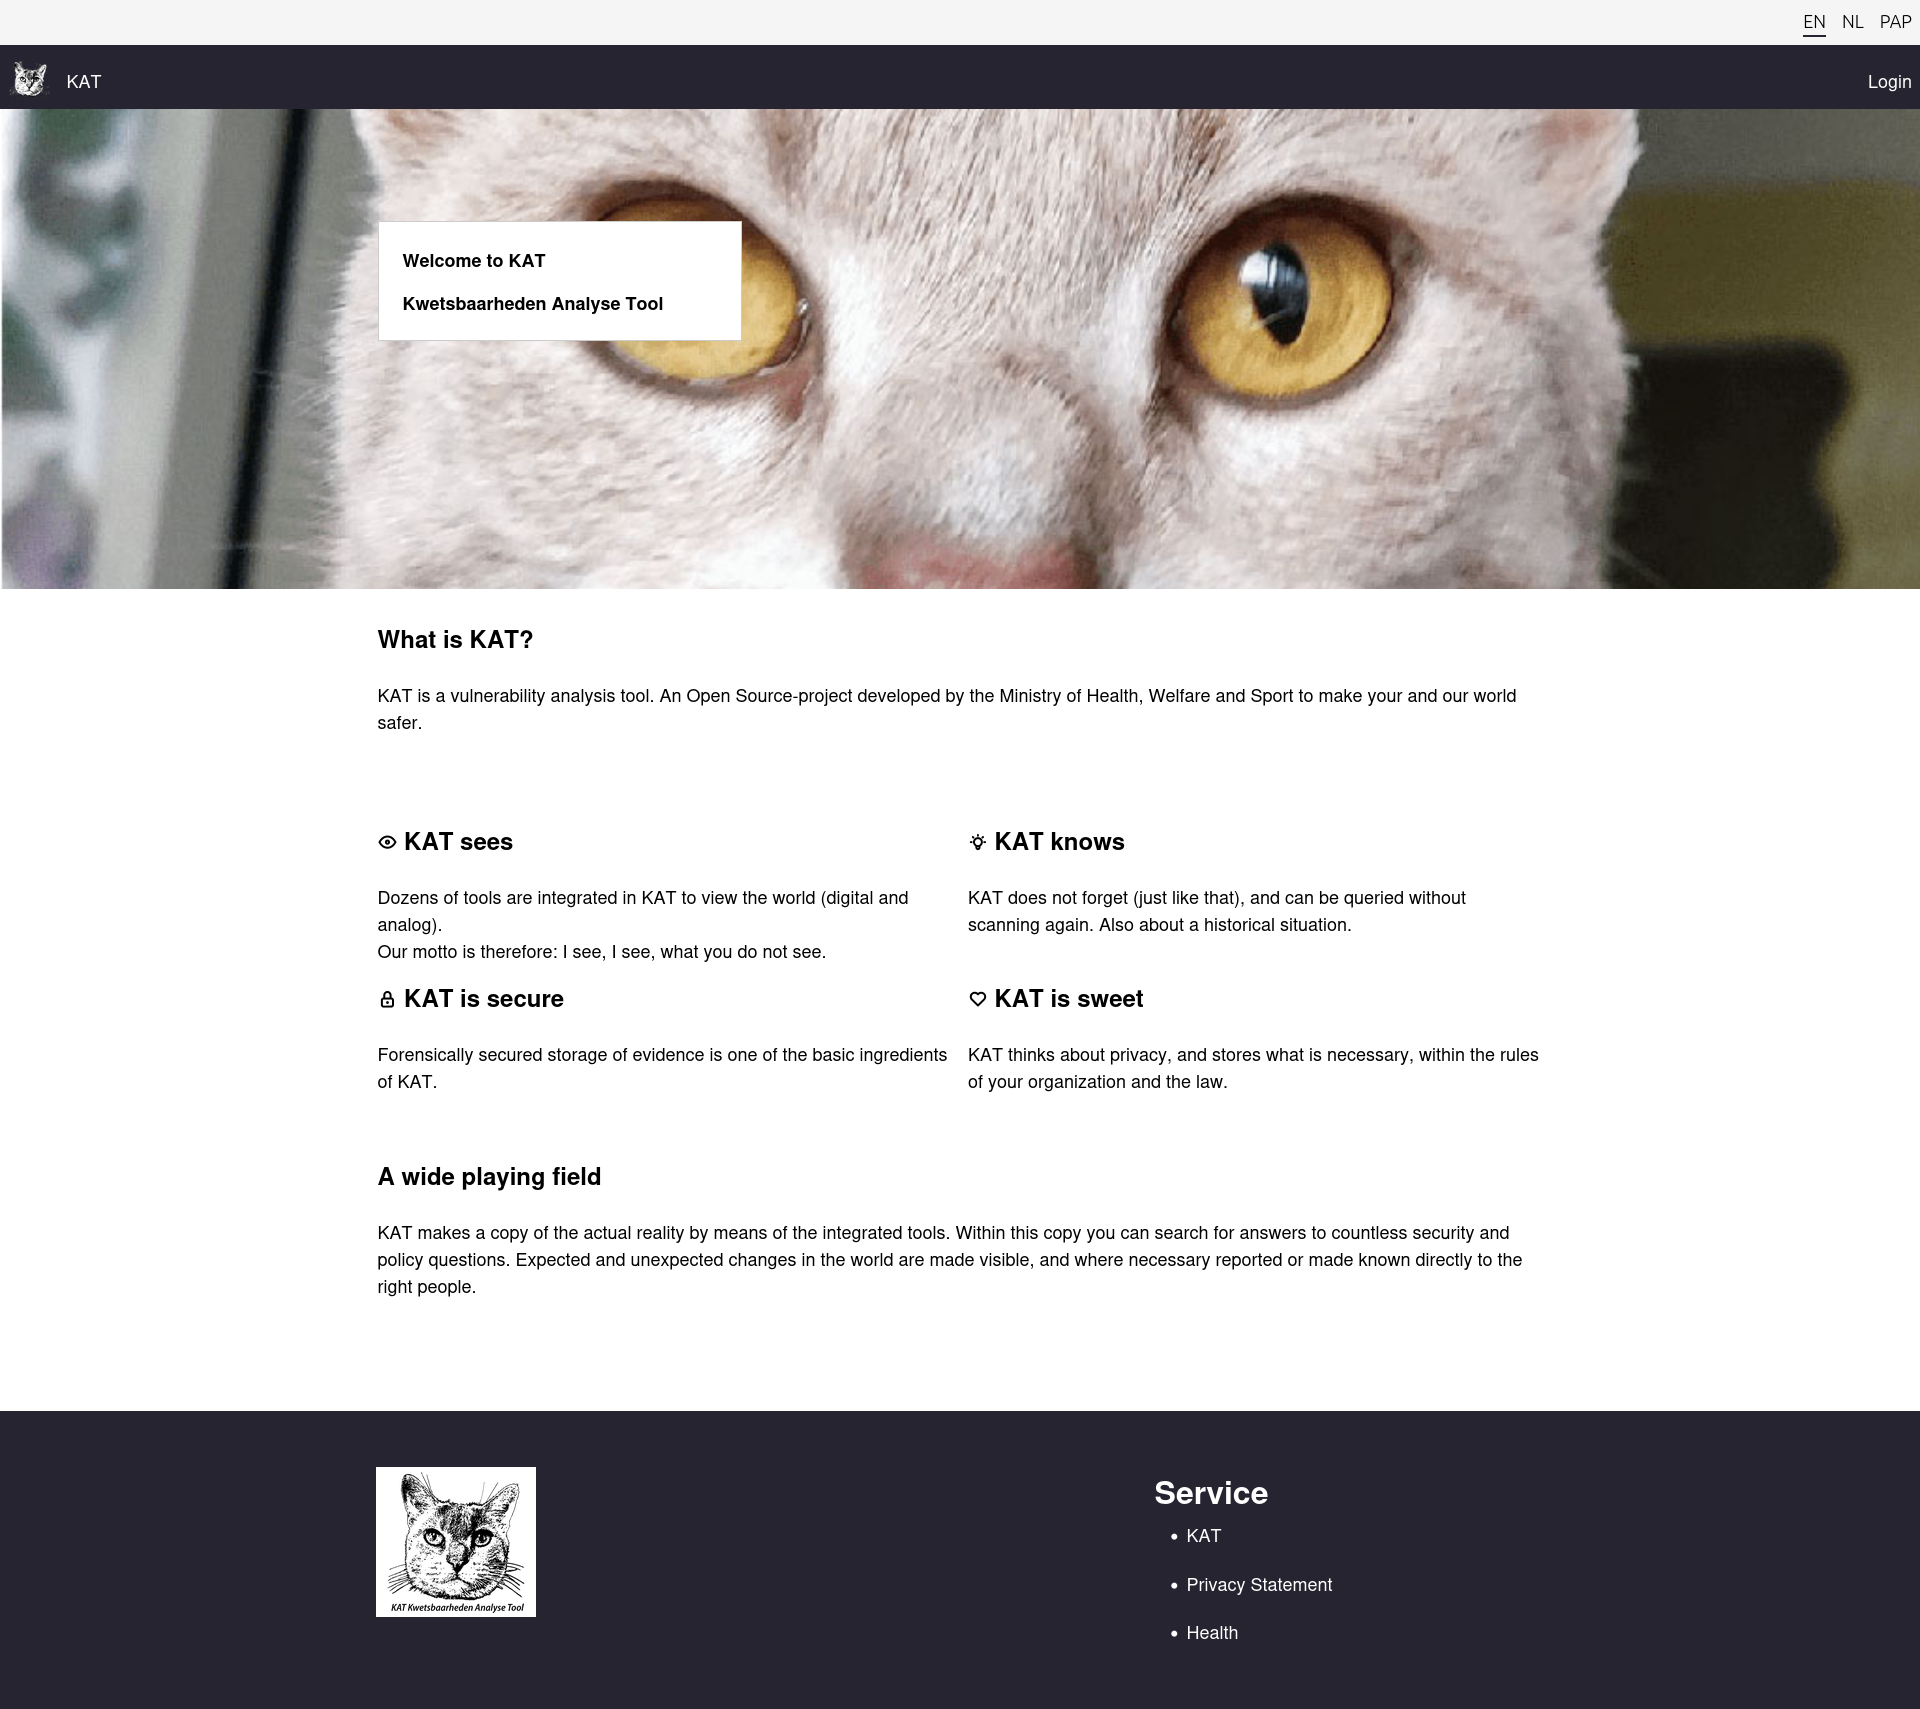 EN NL PAP
KAT
Login
Welcome to KAT
Kwetsbaarheden Analyse Tool
What is KAT?
KAT is a vulnerability analysis tool. An Open Source-project developed by the Ministry of Health, Welfare and Sport to make your and our world
safer.
KAT sees
Dozens of tools are integrated in KAT to view the world (digital and
analog).
Our motto is therefore: I see, I see, what you do not see.
KAT knows
KAT does not forget (just like that), and can be queried without
scanning again. Also about a historical situation.
KAT is secure
Forensically secured storage of evidence is one of the basic ingredients
of KAT.
KAT is sweet
KAT thinks about privacy, and stores what is necessary, within the rules
of your organization and the law.
A wide playing field
KAT makes a copy of the actual reality by means of the integrated tools. Within this copy you can search for answers to countless security and
policy questions. Expected and unexpected changes in the world are made visible, and where necessary reported or made known directly to the
right people.
KAT Kwetsbaarheden Analyse Tool
Service
• KAT
• Privacy Statement
• Health